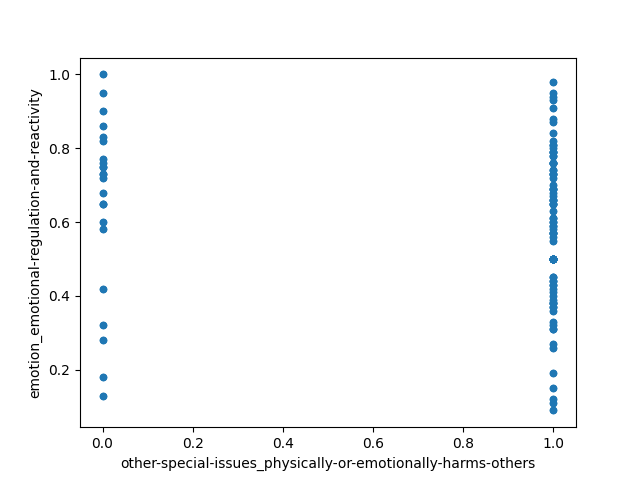 1.0
0.8
0.6
0.4
0.2
emotion_emotional-regulation-and-reactivity
0.0 0.2 0.4 0.6 0.8 1.0
other-special-issues_physically-or-emotionally-harms-others